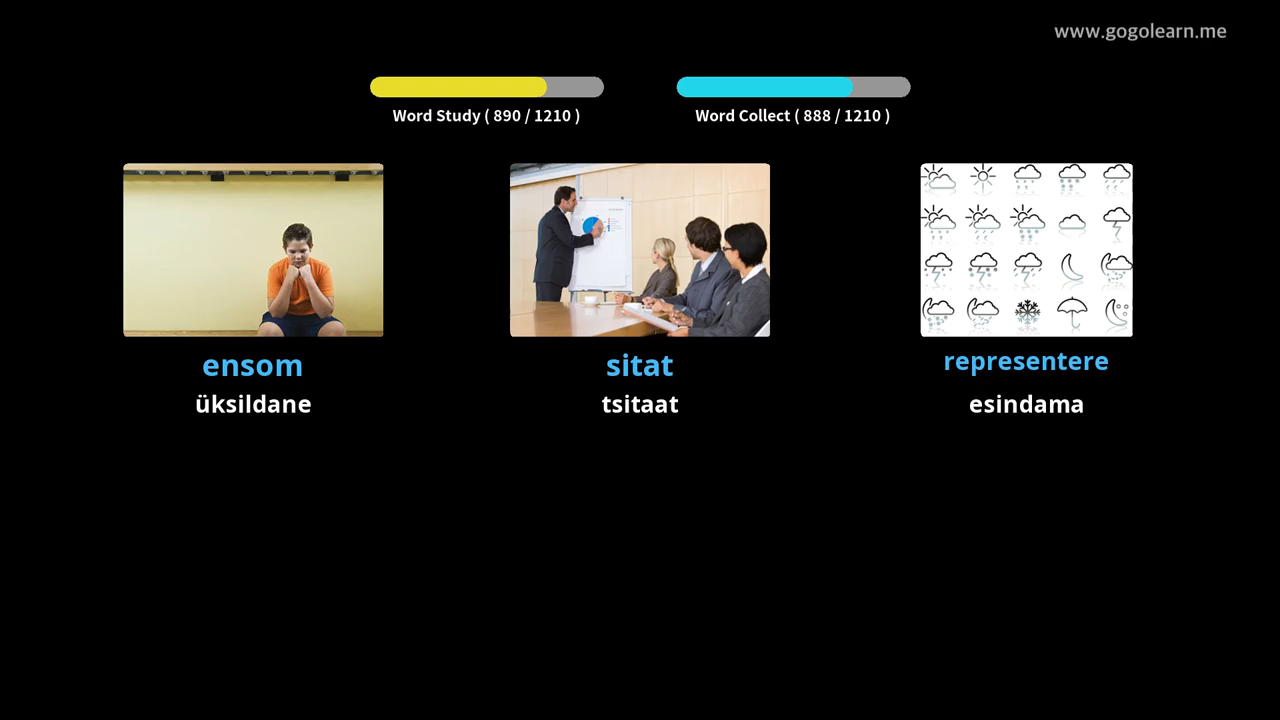 www.gogolearn.me
Word Study ( 890 / 1210 )
Word Collect ( 888 / 1210 )
ensom
sitat
representere
üksildane
tsitaat
esindama